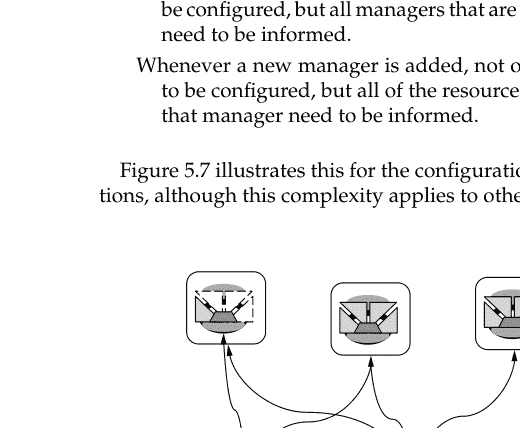 be configured, but all managers that are
need to be informed.
Whenever a new manager is added, not o
to be configured, but all of the resource
that manager need to be informed.
Figure 5.7 illustrates this for the configuratio
tions, although this complexity applies to othe